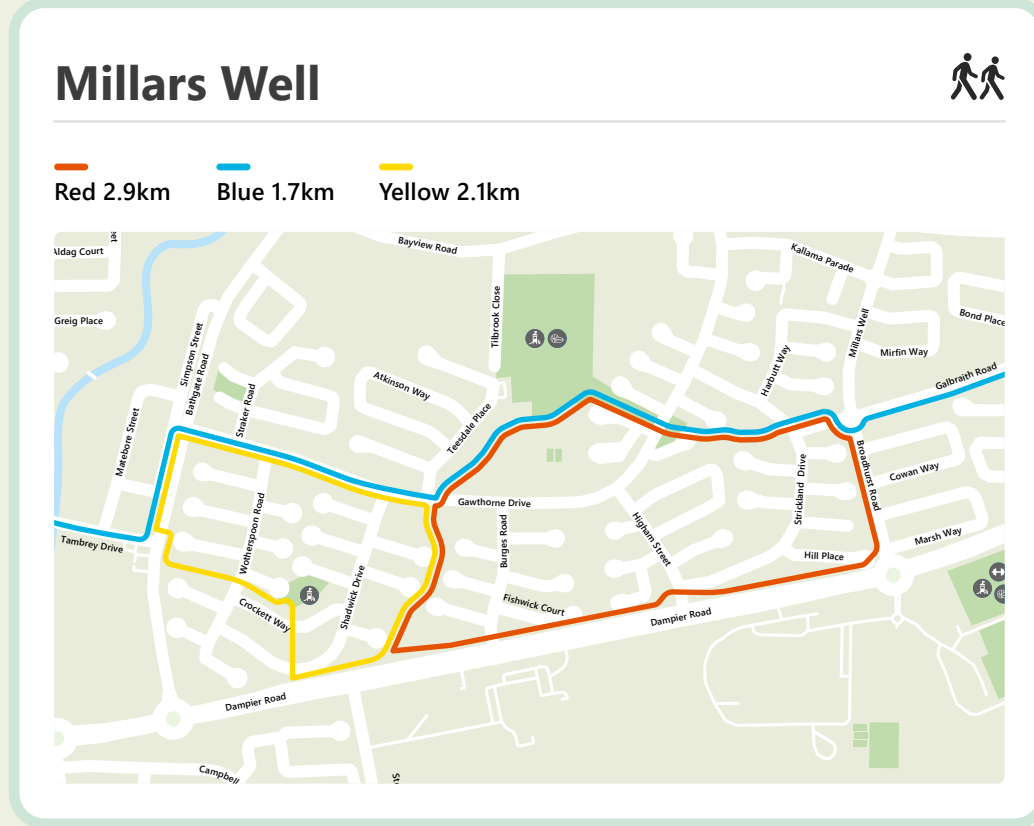 Millars Well
Red 2.9km
Blue 1.7km
Yellow 2.1km
Aldag Court
Bayview Road
Kallama Parade
Tilbrook Close
Greig Place
Bond Place
Simpson Street
Bathgate Road
Millars Well
Mirfin Way
Harbutt Way
Galbraith Road
Atkinson Way
Straker Road
Matebore Street
Teesdale Place
Broadhurst Road
Cowan Way
Strickland Drive
Gawthorne Drive
Wotherspoon Road
Burges Road
Higham Street
Marsh Way
Tambrey Drive
Hill Place
Shadwick Drive
Crockett Way
Fishwick Court
Dampier Road
Dampier Road
Campbell